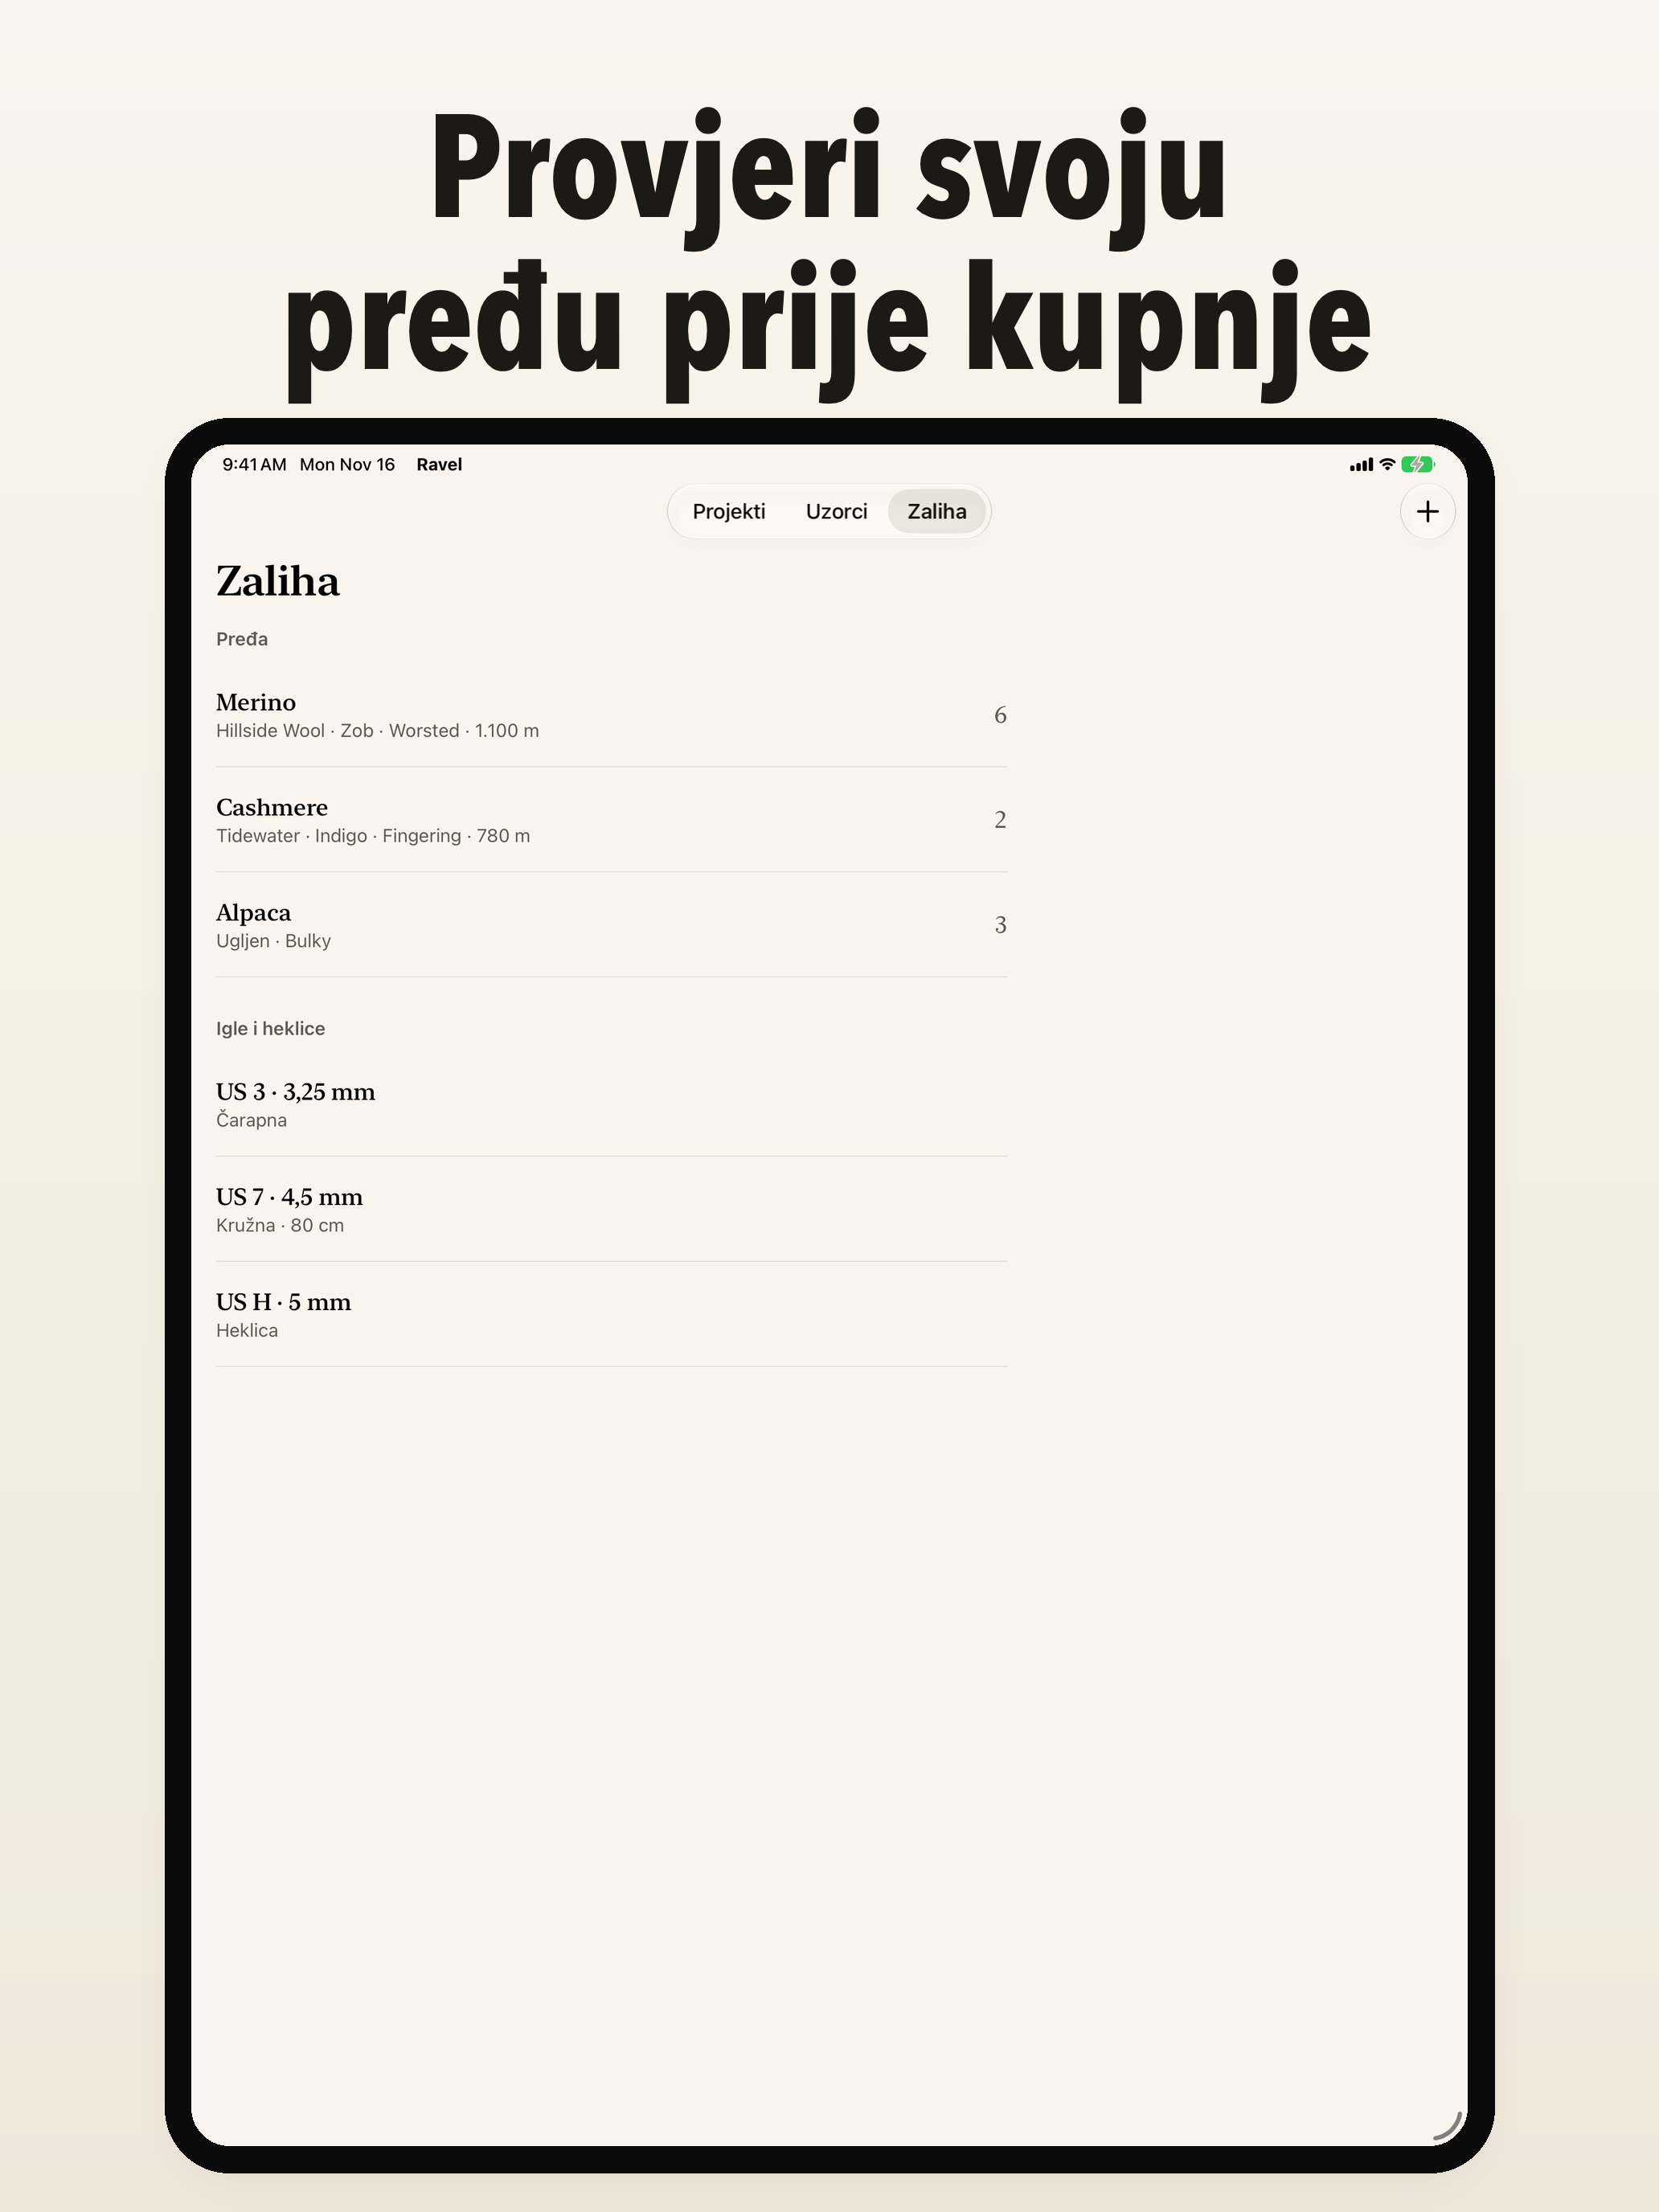 Provjeri svoju
pređu prije kupnje
9:41 AM Mon Nov 16 Ravel
Projekti Uzorci Zaliha
Zaliha
Pređa
Merino
Hillside Wool · Zob · Worsted · 1.100 m
6
Cashmere
Tidewater · Indigo · Fingering · 780 m
2
Alpaca
Ugljen · Bulky
3
Igle i heklice
US 3 · 3,25 mm
Čarapna
US 7 · 4,5 mm
Kružna · 80 cm
US H · 5 mm
Heklica